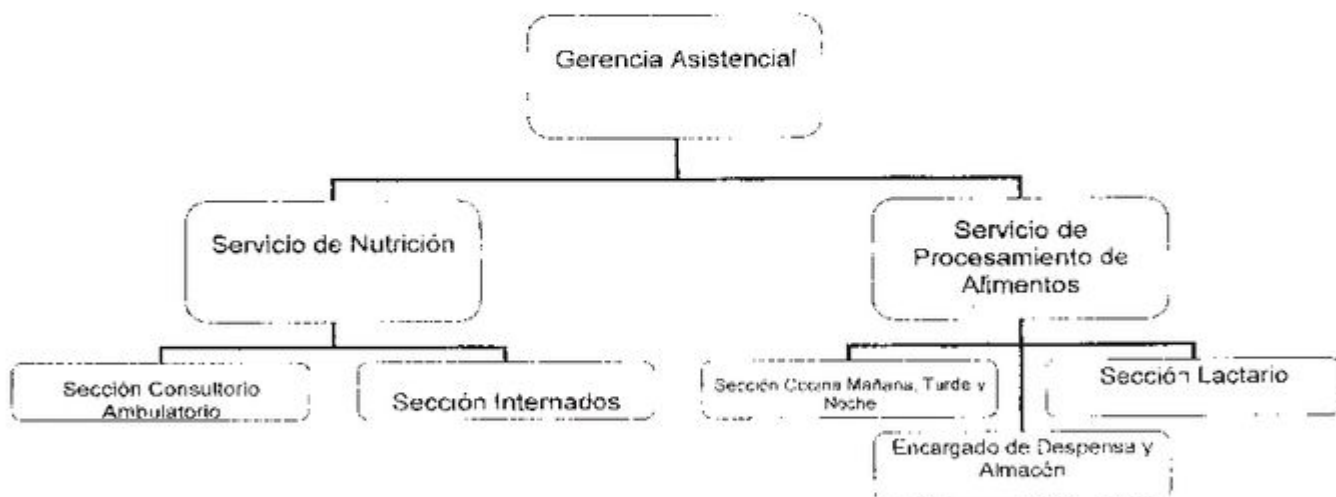 Gerencia Asistencial
Servicio de Nutrición
Servicio de
Procesamiento de
Alimentos
Sección Consultorio
Ambulatorio
Sección Internados
Sección Cocina Mañana, Tarde y
Noche
Sección Lactario
Encargado de Despensa y
Almacén